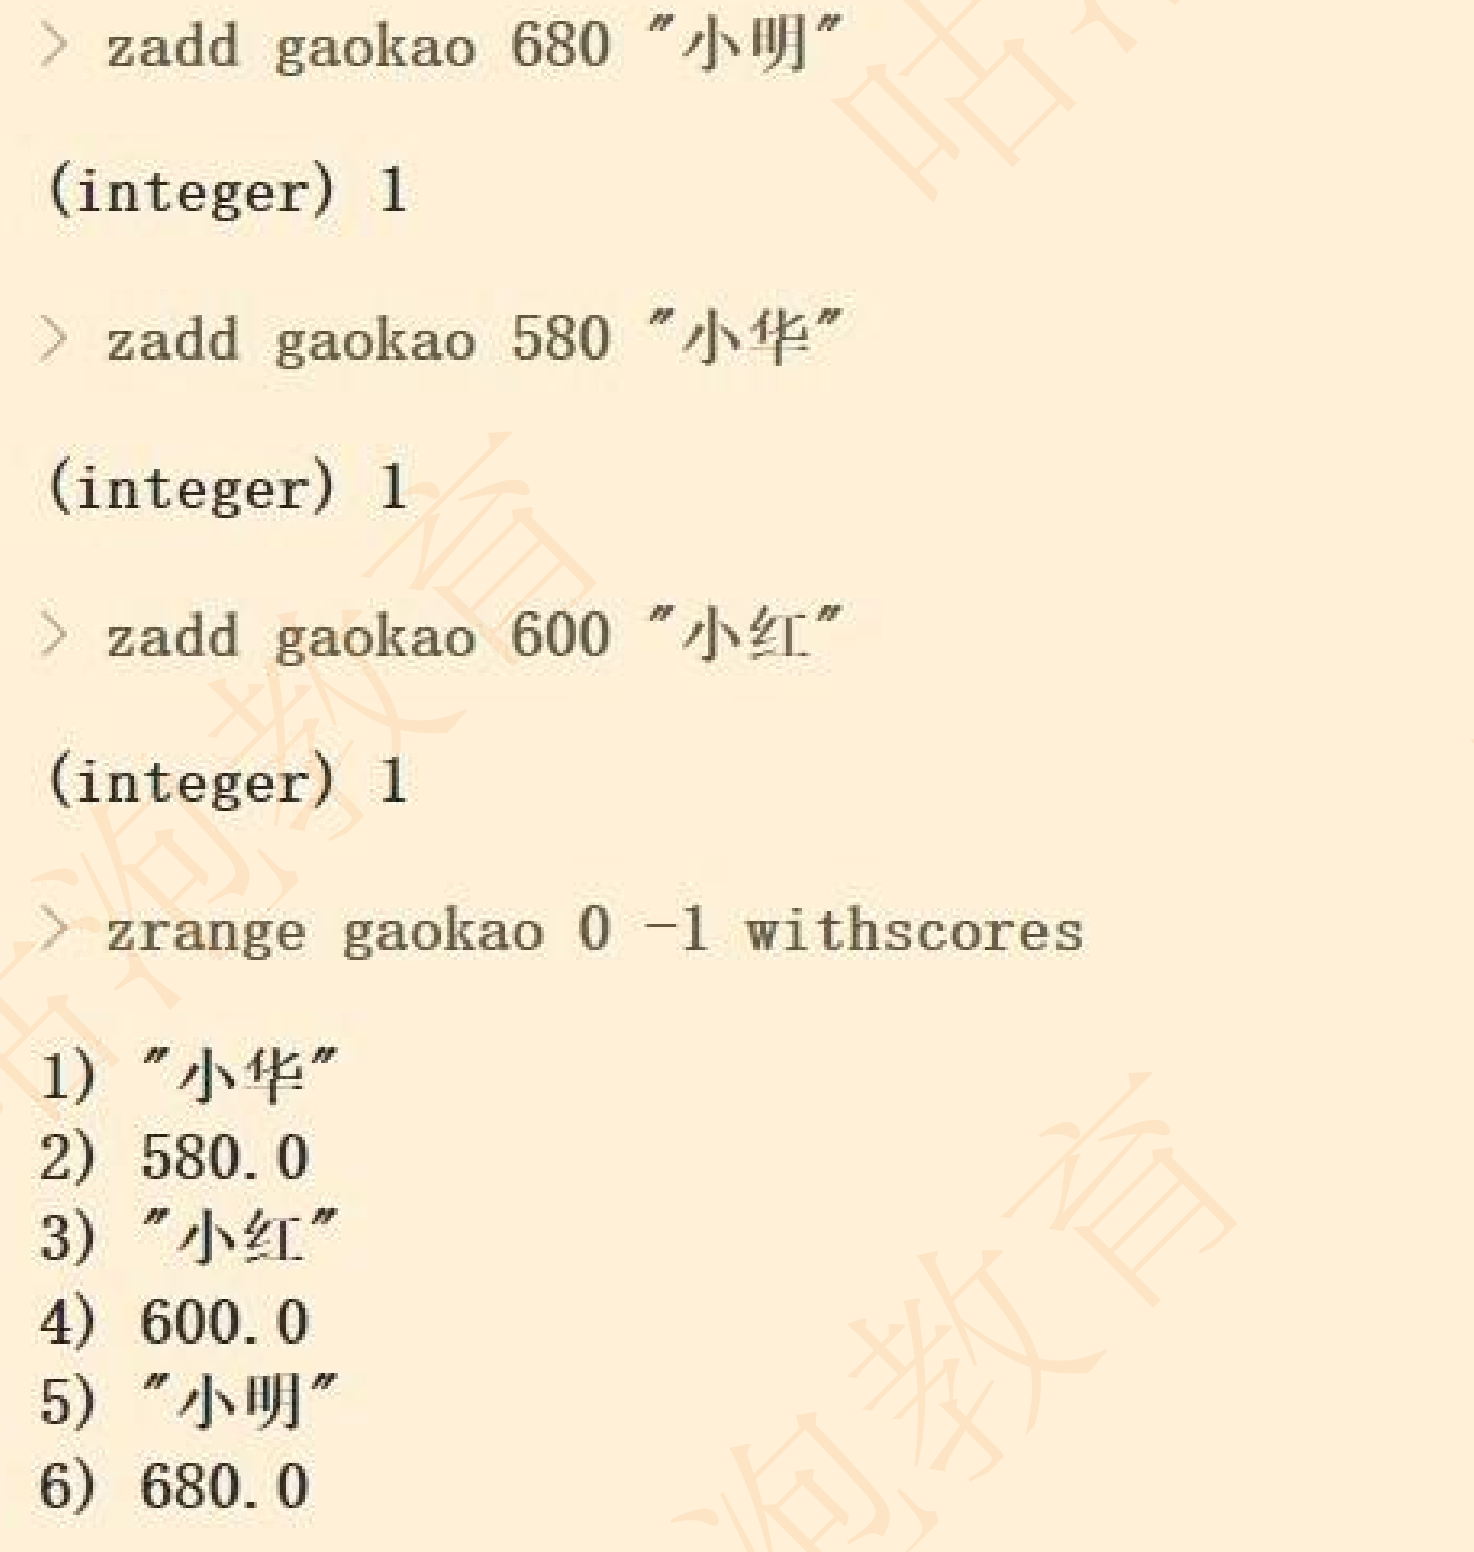 > zadd gaokao 680 "小明"
(integer) 1
> zadd gaokao 580 "小华"
(integer) 1
> zadd gaokao 600 "小红"
(integer) 1
> zrange gaokao 0 -1 withscores
1) "小华"
2) 580.0
3) "小红"
4) 600.0
5) "小明"
6) 680.0